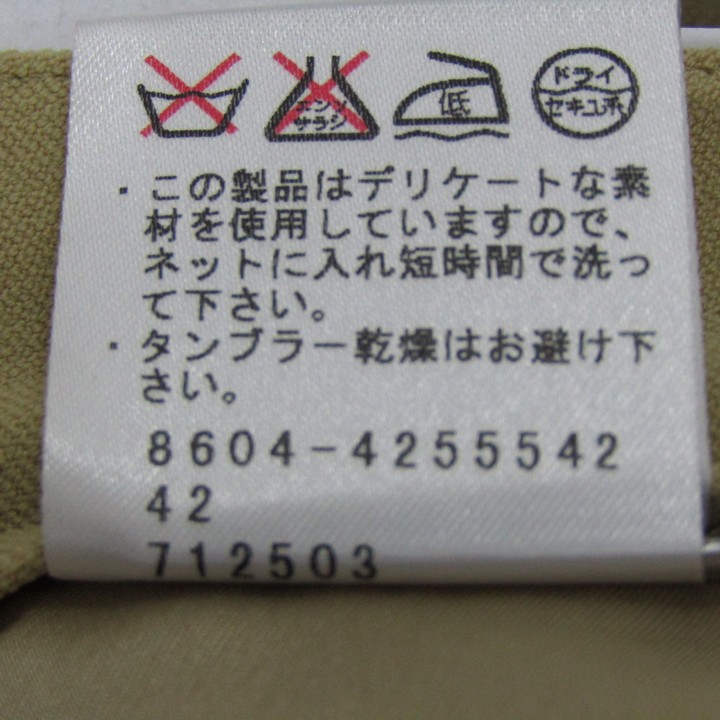 エンソ
サラシ
低
ドライ
セキユ系
・この製品はデリケートな素
材を使用していますので、
ネットに入れ短時間で洗っ
て下さい。
・タンブラー乾燥はお避け下
さい。
8604-4255542
42
712503